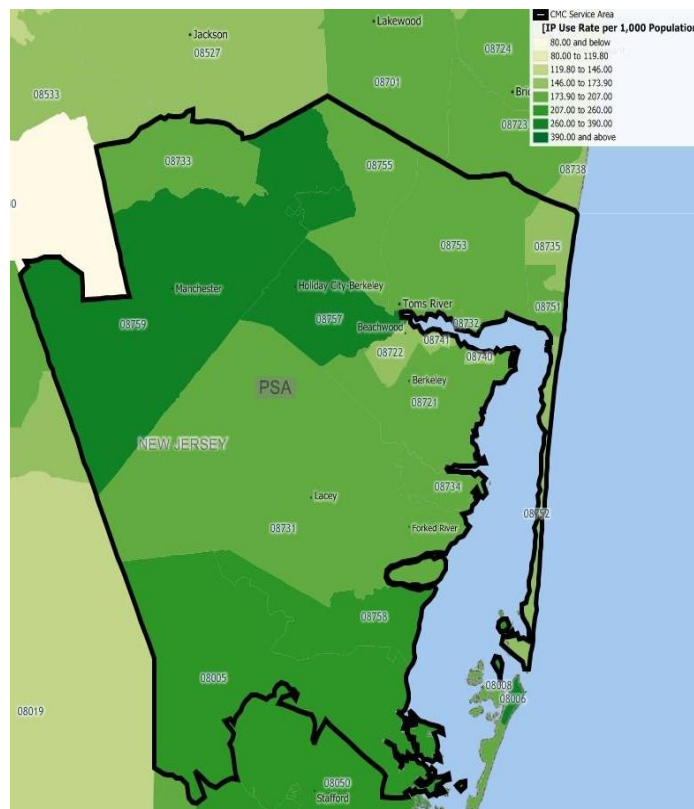 CMC Service Area
[IP Use Rate per 1,000 Population
80.00 and below
80.00 to 119.80
119.80 to 146.00
146.00 to 173.90
173.90 to 207.00
207.00 to 260.00
260.00 to 390.00
390.00 and above
Lakewood
Jackson
08527
08724
08701
08533
Bri
08723
08733
08755
08738
08753
08735
Manchester
Holiday City-Berkeley
Toms River
08751
08759
08757
Beachwood
08732
08741
08722
08740
Berkeley
PSA
08721
NEW JERSEY
08734
Lacey
08752
08731
Forked River
08758
08005
08008
08006
08019
08050
Stafford